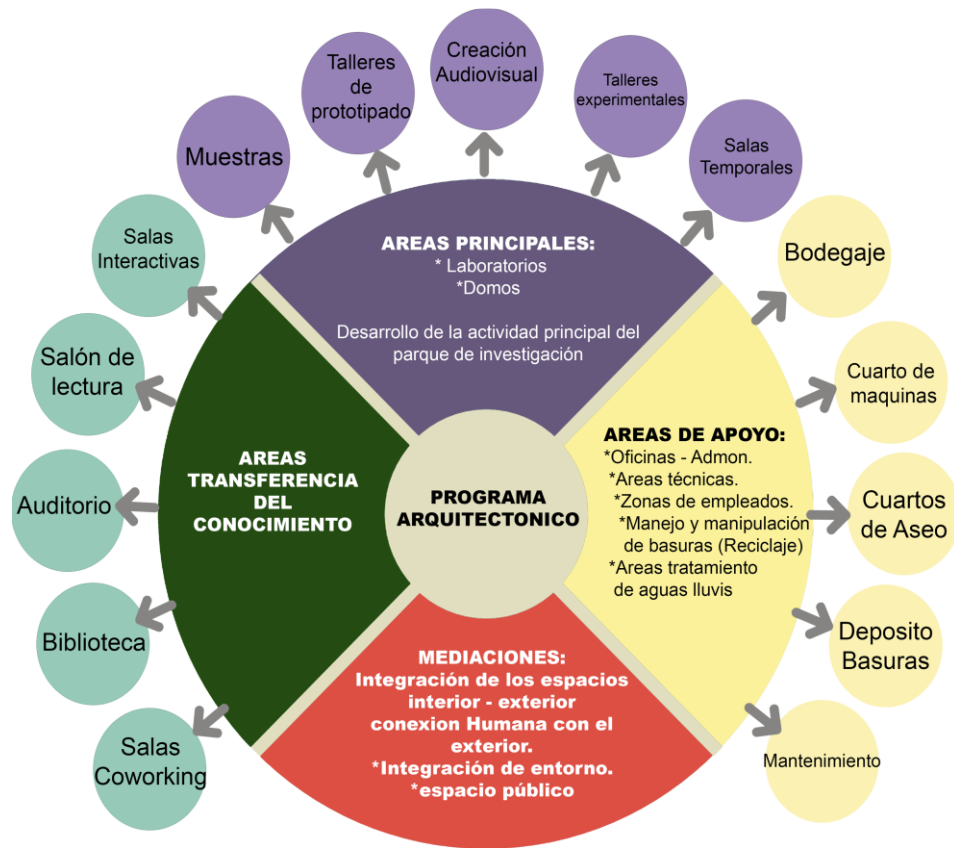 Creación
Audiovisual
Talleres
de
prototipado
Talleres
experimentales
Muestras
Salas
Temporales
Salas
Interactivas
Bodegaje
AREAS PRINCIPALES:
* Laboratorios
*Domos
Desarrollo de la actividad principal del
parque de investigación
Salón de
lectura
Cuarto de
maquinas
AREAS
TRANSFERENCIA
DEL
CONOCIMIENTO
PROGRAMA
ARQUITECTONICO
AREAS DE APOYO:
*Oficinas - Admon.
*Areas técnicas.
*Zonas de empleados.
*Manejo y manipulación
de basuras (Reciclaje)
*Areas tratamiento
de aguas lluvis
Auditorio
Cuartos
de Aseo
Biblioteca
Deposito
Basuras
MEDIACIONES:
Integración de los espacios
interior - exterior
conexion Humana con el
exterior.
*Integración de entorno.
*espacio público
Salas
Coworking
Mantenimiento